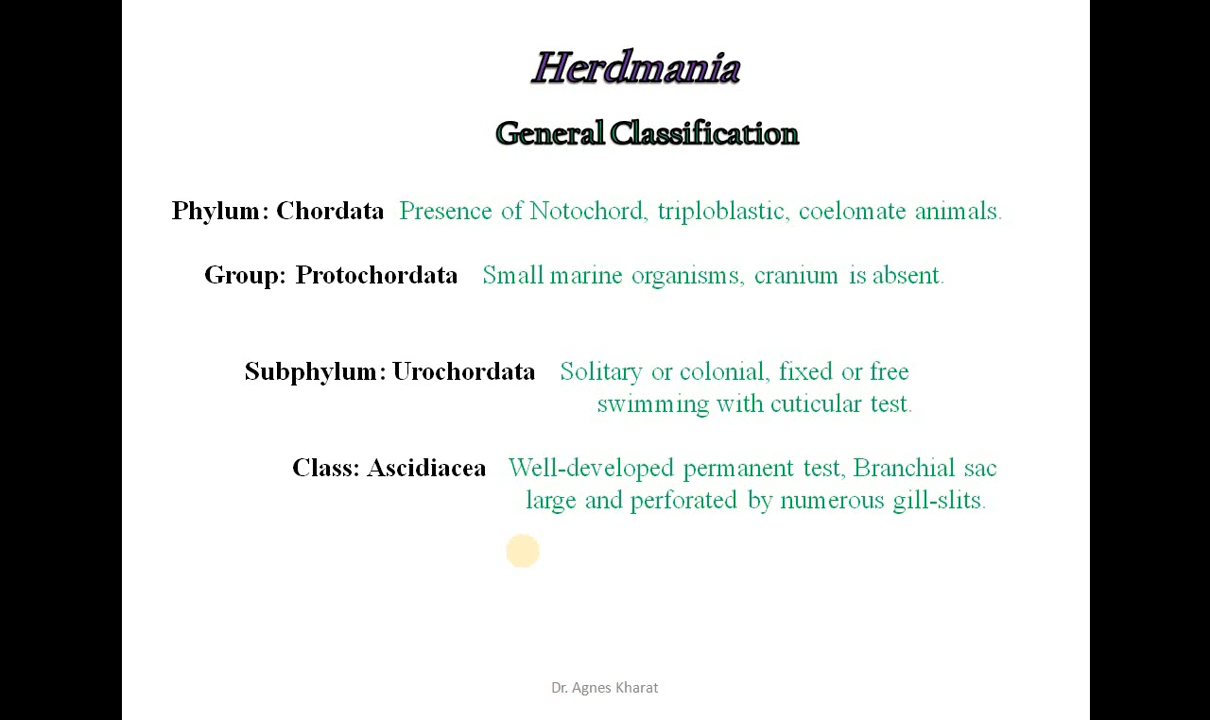 Herdmania
General Classification
Phylum: Chordata Presence of Notochord, triploblastic, coelomate animals.
Group: Protochordata Small marine organisms, cranium is absent.
Subphylum: Urochordata Solitary or colonial, fixed or free
swimming with cuticular test.
Class: Ascidiacea Well-developed permanent test, Branchial sac
large and perforated by numerous gill-slits.
Dr. Agnes Kharat